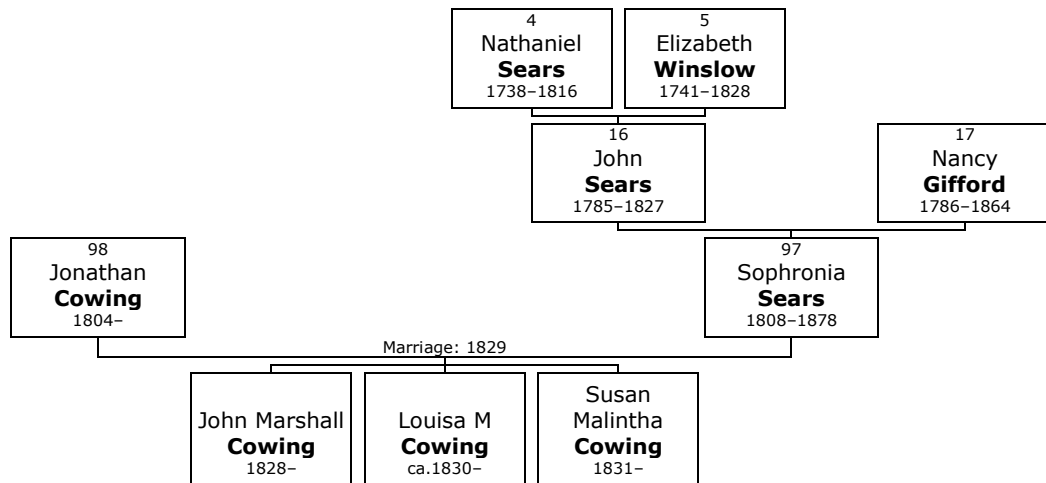 4
Nathaniel
Sears
1738–1816
5
Elizabeth
Winslow
1741–1828
16
John
Sears
1785–1827
17
Nancy
Gifford
1786–1864
98
Jonathan
Cowing
1804–
97
Sophronia
Sears
1808–1878
Marriage: 1829
John Marshall
Cowing
1828–
Louisa M
Cowing
ca.1830–
Susan
Malintha
Cowing
1831–